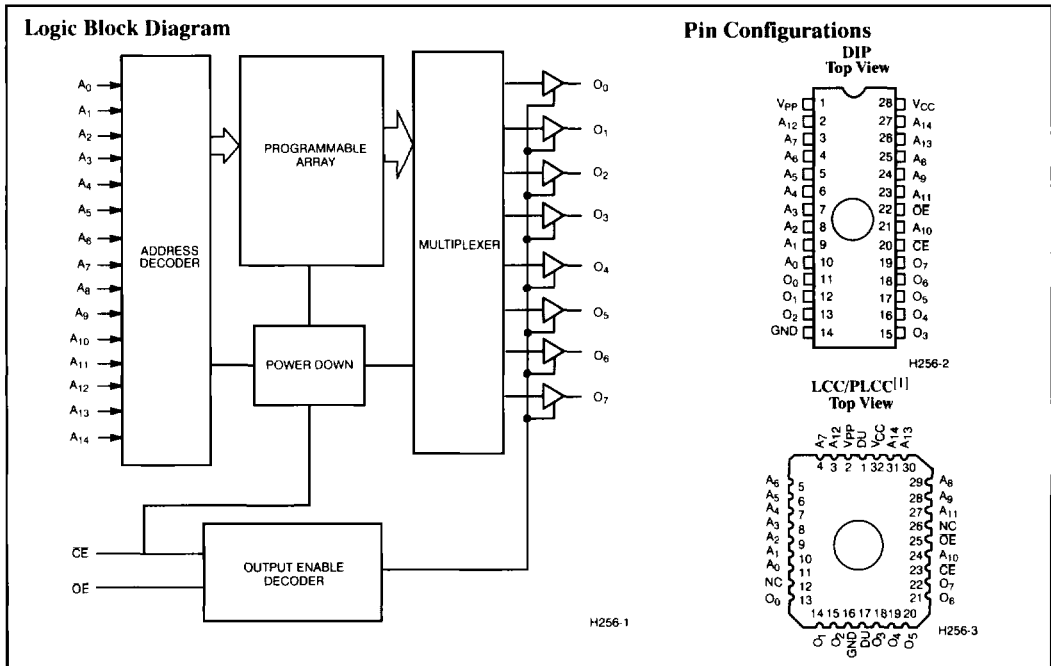 Logic Block Diagram
A0
A1
A2
A3
A4
A5
A6
A7
A8
A9
A10
A11
A12
A13
A14
ADDRESS
DECODER
PROGRAMMABLE
ARRAY
POWER DOWN
MULTIPLEXER
O0
O1
O2
O3
O4
O5
O6
O7
C̅E̅
OE
OUTPUT ENABLE
DECODER
H256-1
Pin Configurations
DIP
Top View
VPP 1 28 VCC
A12 2 27 A14
A7 3 26 A13
A6 4 25 A8
A5 5 24 A9
A4 6 23 A11
A3 7 22 O̅E̅
A2 8 21 A10
A1 9 20 C̅E̅
A0 10 19 O7
O0 11 18 O6
O1 12 17 O5
O2 13 16 O4
GND 14 15 O3
H256-2
LCC/PLCC[1]
Top View
A7 A12 VPP DU VCC A14 A13
4 3 2 1 32 31 30
A6 5 29 A8
A5 6 28 A9
A4 7 27 A11
A3 8 26 NC
A2 9 25 O̅E̅
A1 10 24 A10
A0 11 23 C̅E̅
NC 12 22 O7
O0 13 21 O6
14 15 16 17 18 19 20
O1 O2 GND DU O3 O4 O5
H256-3